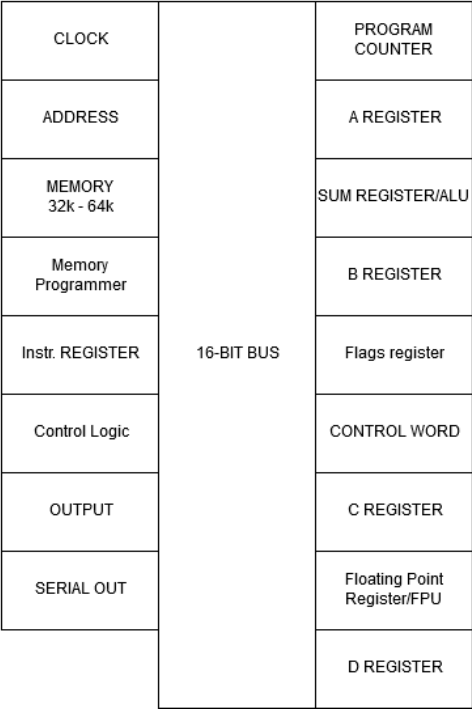 CLOCK
ADDRESS
MEMORY
32k - 64k
Memory
Programmer
Instr. REGISTER
Control Logic
OUTPUT
SERIAL OUT
16-BIT BUS
PROGRAM
COUNTER
A REGISTER
SUM REGISTER/ALU
B REGISTER
Flags register
CONTROL WORD
C REGISTER
Floating Point
Register/FPU
D REGISTER